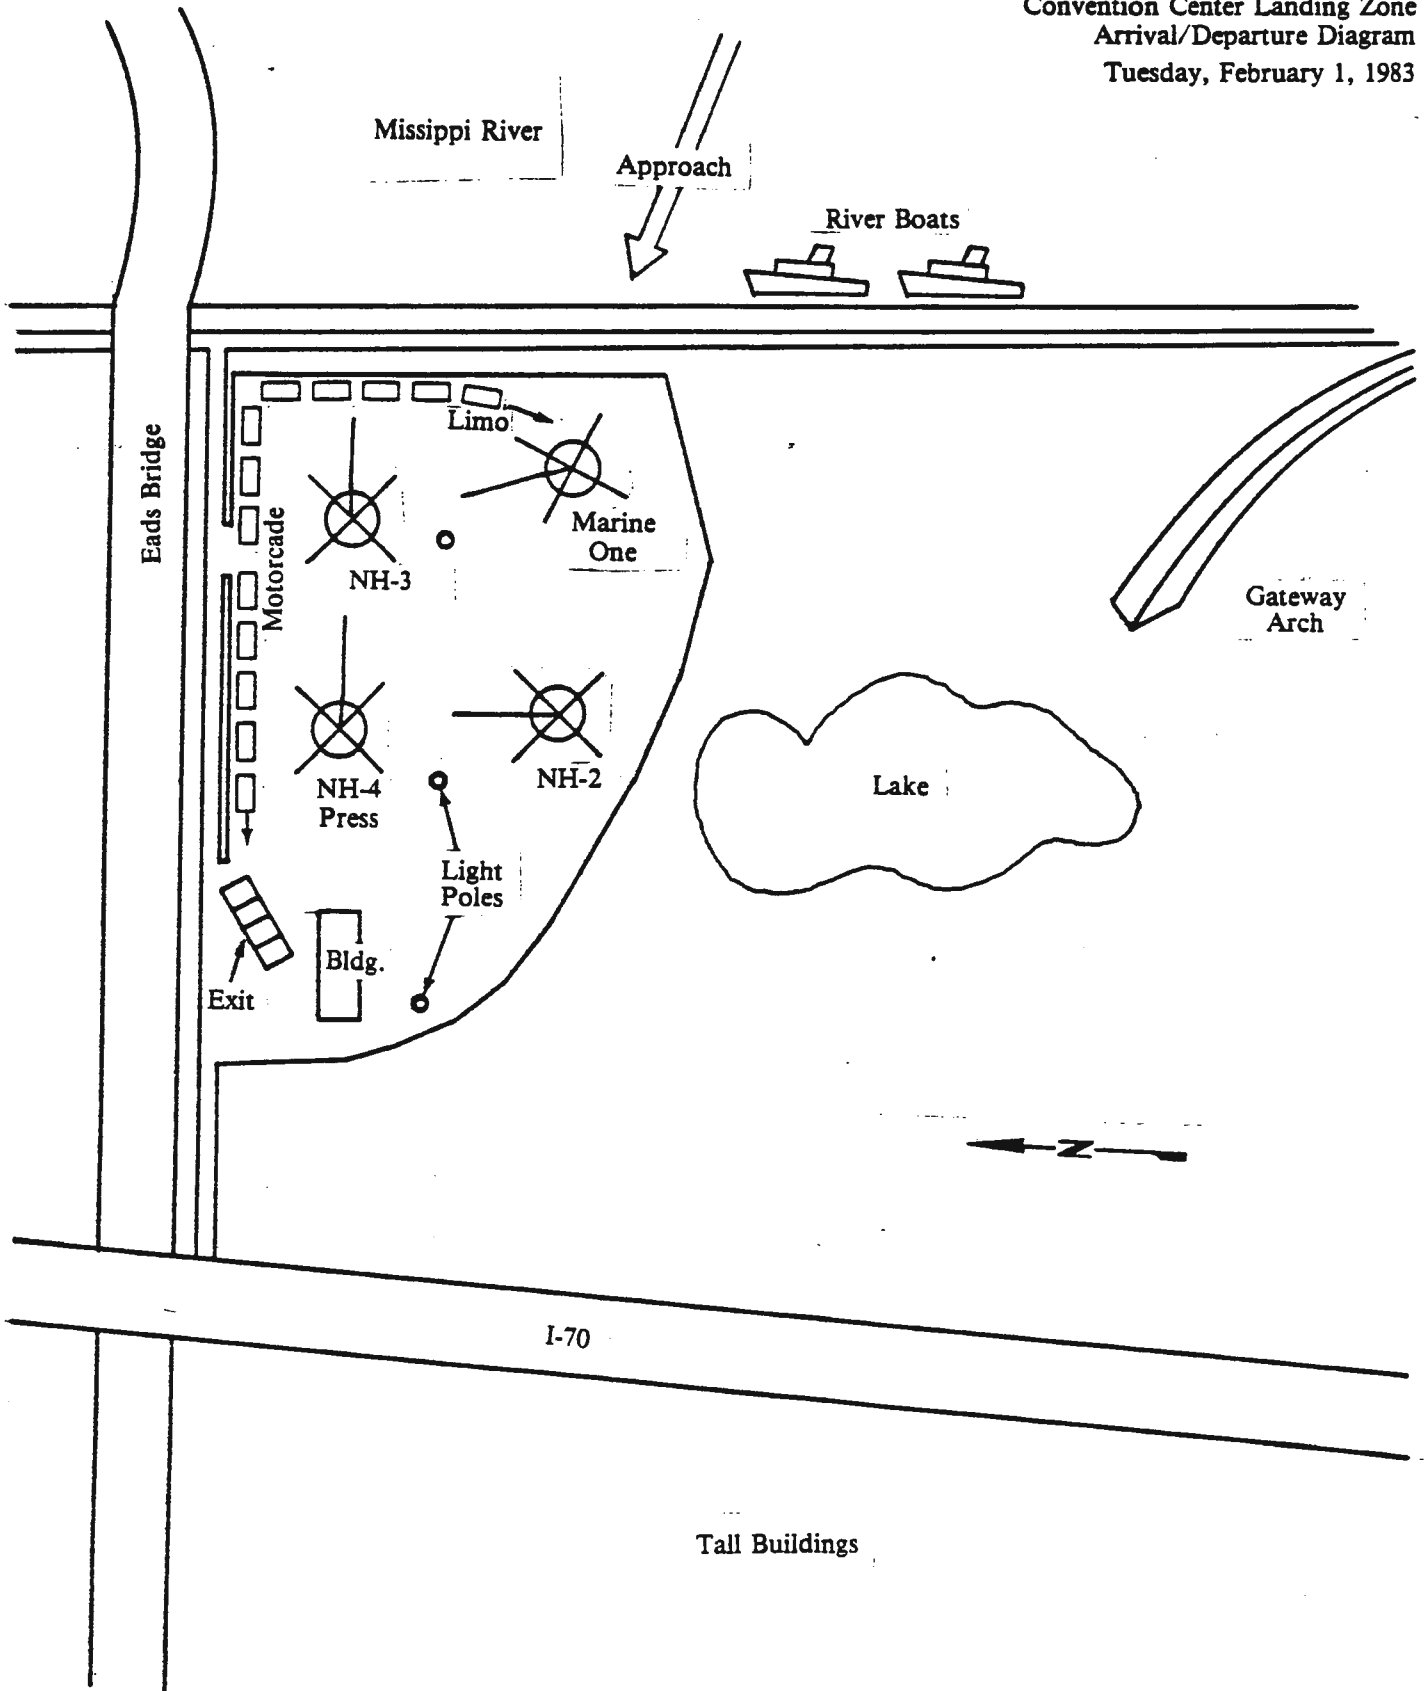 Convention Center Landing Zone
Arrival/Departure Diagram
Tuesday, February 1, 1983
Missippi River
Approach
River Boats
Limo
Eads Bridge
Motorcade
Marine
One
NH-3
Gateway
Arch
NH-4
Press
NH-2
Lake
Light
Poles
Bldg.
Exit
N
I-70
Tall Buildings